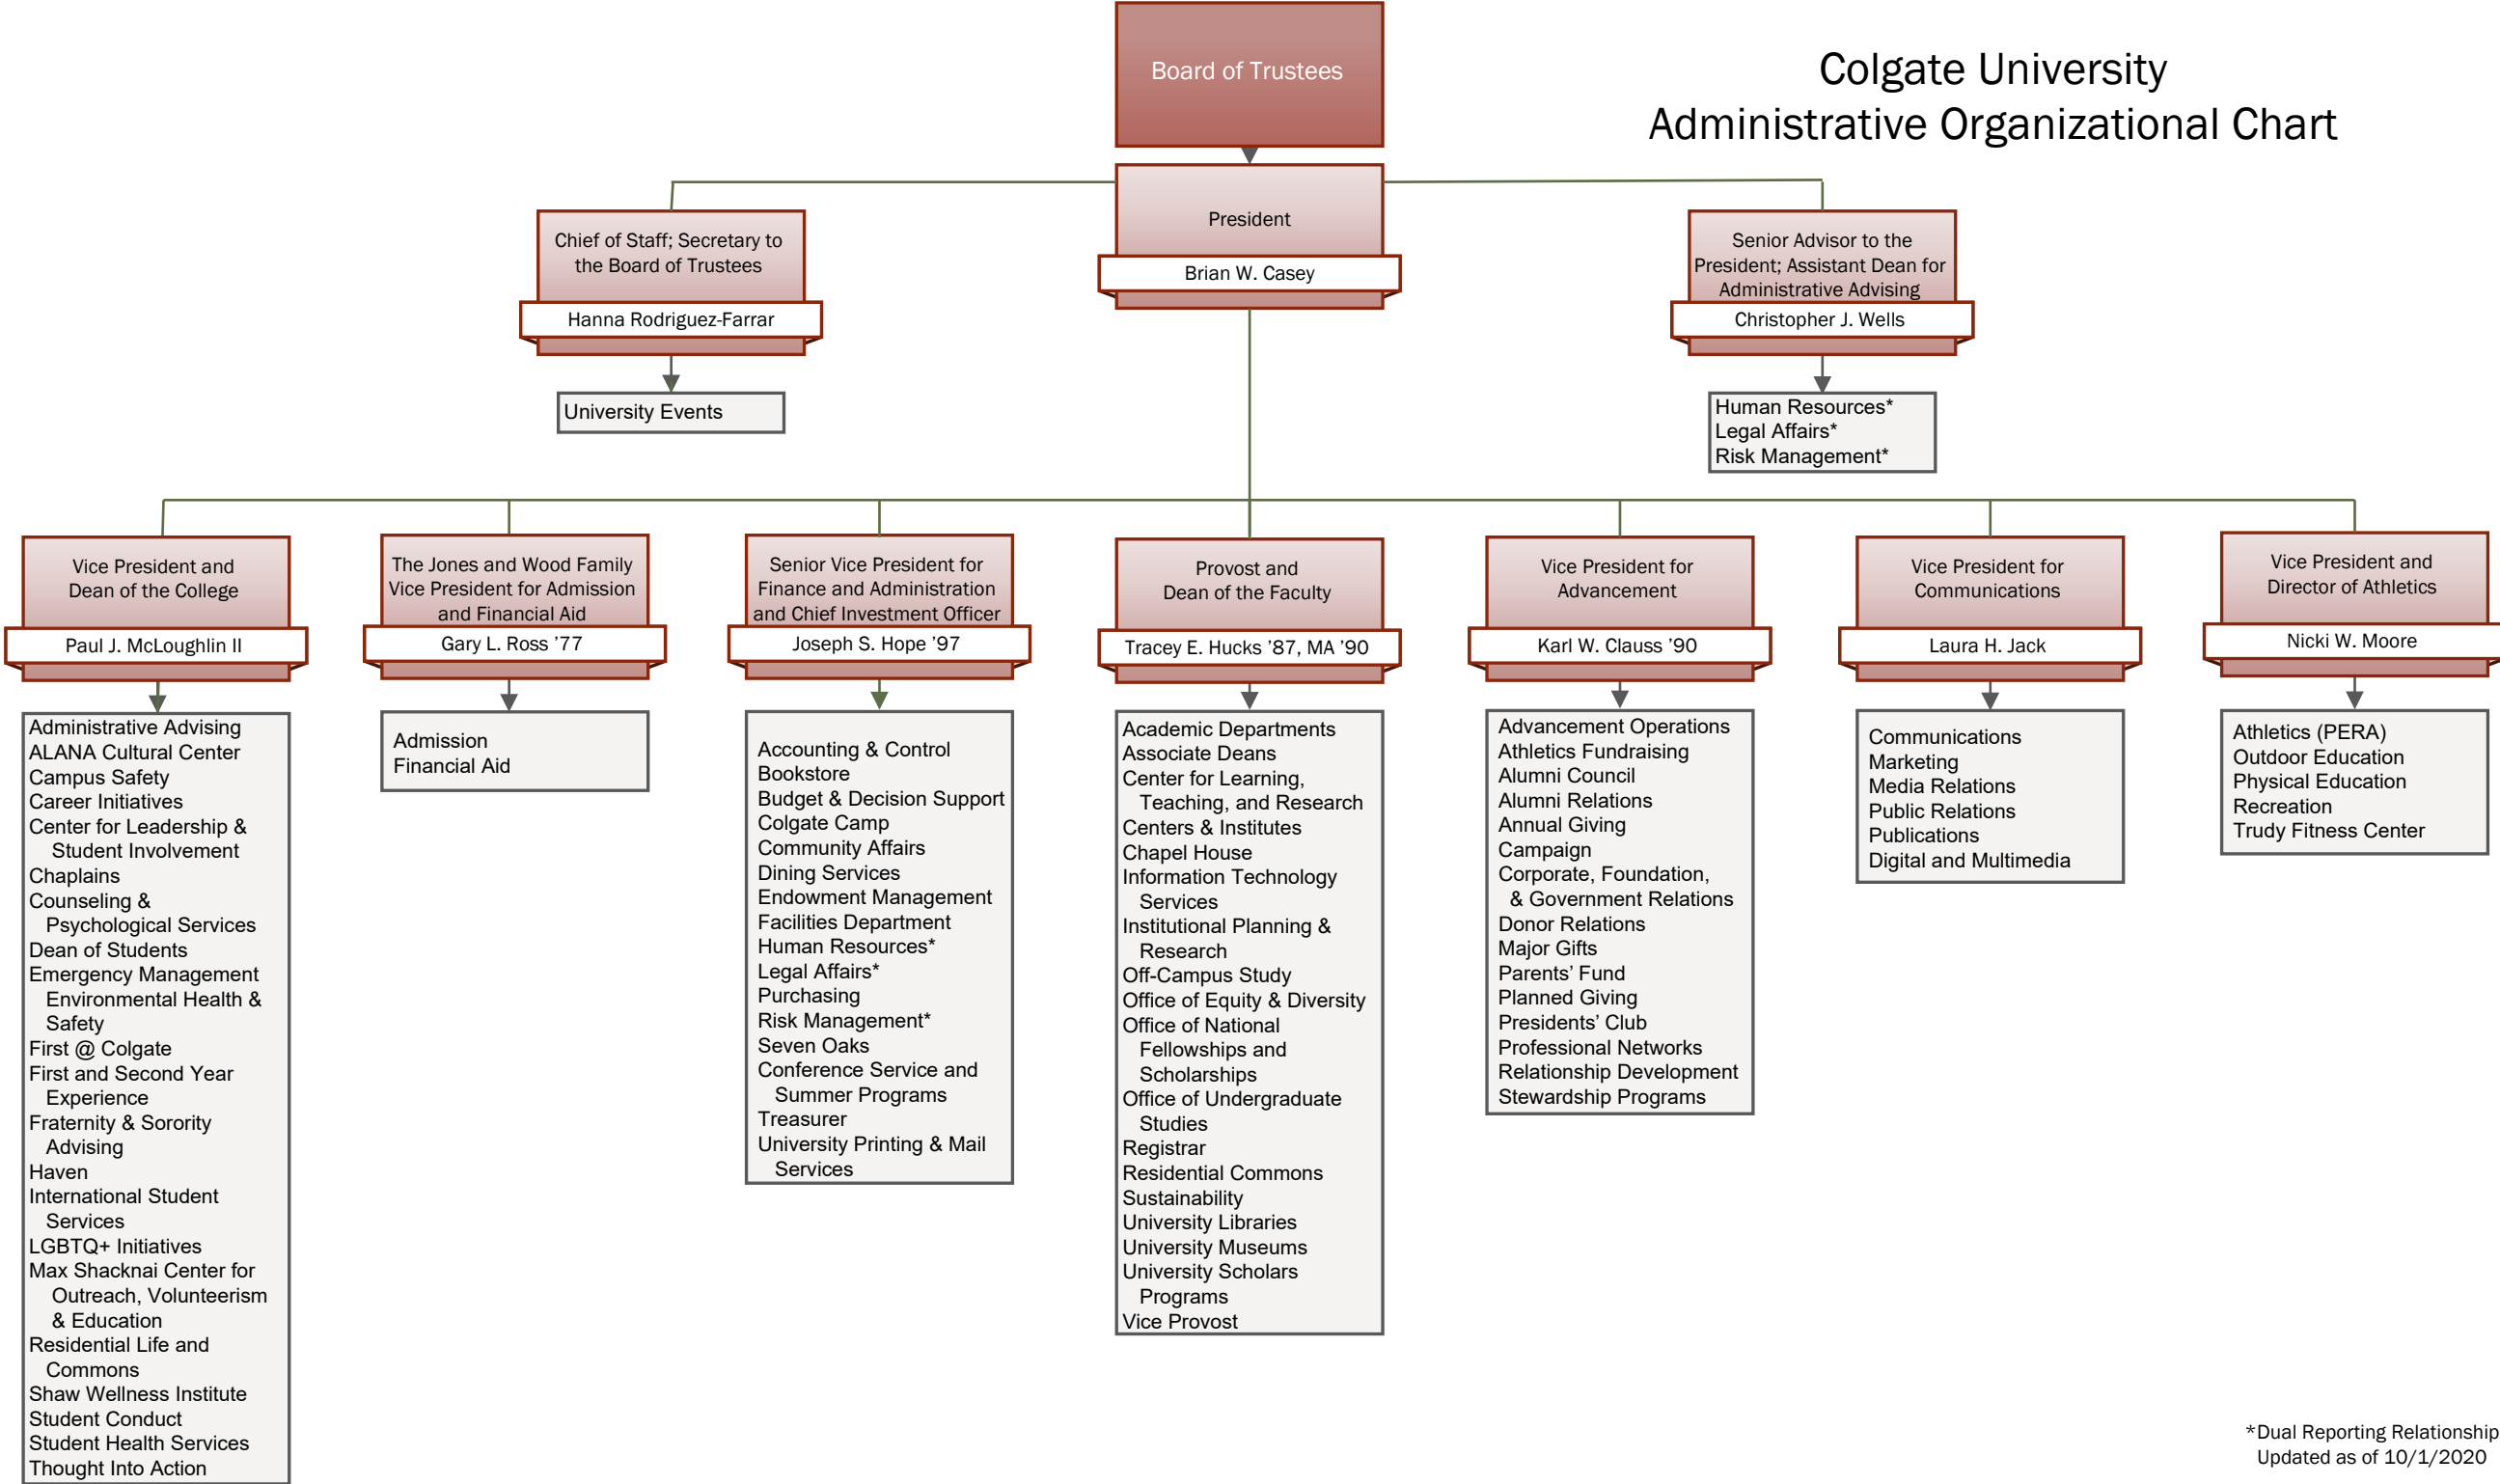 Board of Trustees
Colgate University
Administrative Organizational Chart
President
Brian W. Casey
Chief of Staff; Secretary to
the Board of Trustees
Hanna Rodriguez-Farrar
University Events
Senior Advisor to the
President; Assistant Dean for
Administrative Advising
Christopher J. Wells
Human Resources*
Legal Affairs*
Risk Management*
Vice President and
Dean of the College
Paul J. McLoughlin II
Administrative Advising
ALANA Cultural Center
Campus Safety
Career Initiatives
Center for Leadership &
Student Involvement
Chaplains
Counseling &
Psychological Services
Dean of Students
Emergency Management
Environmental Health &
Safety
First @ Colgate
First and Second Year
Experience
Fraternity & Sorority
Advising
Haven
International Student
Services
LGBTQ+ Initiatives
Max Shacknai Center for
Outreach, Volunteerism
& Education
Residential Life and
Commons
Shaw Wellness Institute
Student Conduct
Student Health Services
Thought Into Action
The Jones and Wood Family
Vice President for Admission
and Financial Aid
Gary L. Ross ’77
Admission
Financial Aid
Senior Vice President for
Finance and Administration
and Chief Investment Officer
Joseph S. Hope ’97
Accounting & Control
Bookstore
Budget & Decision Support
Colgate Camp
Community Affairs
Dining Services
Endowment Management
Facilities Department
Human Resources*
Legal Affairs*
Purchasing
Risk Management*
Seven Oaks
Conference Service and
Summer Programs
Treasurer
University Printing & Mail
Services
Provost and
Dean of the Faculty
Tracey E. Hucks ’87, MA ’90
Academic Departments
Associate Deans
Center for Learning,
Teaching, and Research
Centers & Institutes
Chapel House
Information Technology
Services
Institutional Planning &
Research
Off-Campus Study
Office of Equity & Diversity
Office of National
Fellowships and
Scholarships
Office of Undergraduate
Studies
Registrar
Residential Commons
Sustainability
University Libraries
University Museums
University Scholars
Programs
Vice Provost
Vice President for
Advancement
Karl W. Clauss ’90
Advancement Operations
Athletics Fundraising
Alumni Council
Alumni Relations
Annual Giving
Campaign
Corporate, Foundation,
& Government Relations
Donor Relations
Major Gifts
Parents’ Fund
Planned Giving
Presidents’ Club
Professional Networks
Relationship Development
Stewardship Programs
Vice President for
Communications
Laura H. Jack
Communications
Marketing
Media Relations
Public Relations
Publications
Digital and Multimedia
Vice President and
Director of Athletics
Nicki W. Moore
Athletics (PERA)
Outdoor Education
Physical Education
Recreation
Trudy Fitness Center
*Dual Reporting Relationship
Updated as of 10/1/2020